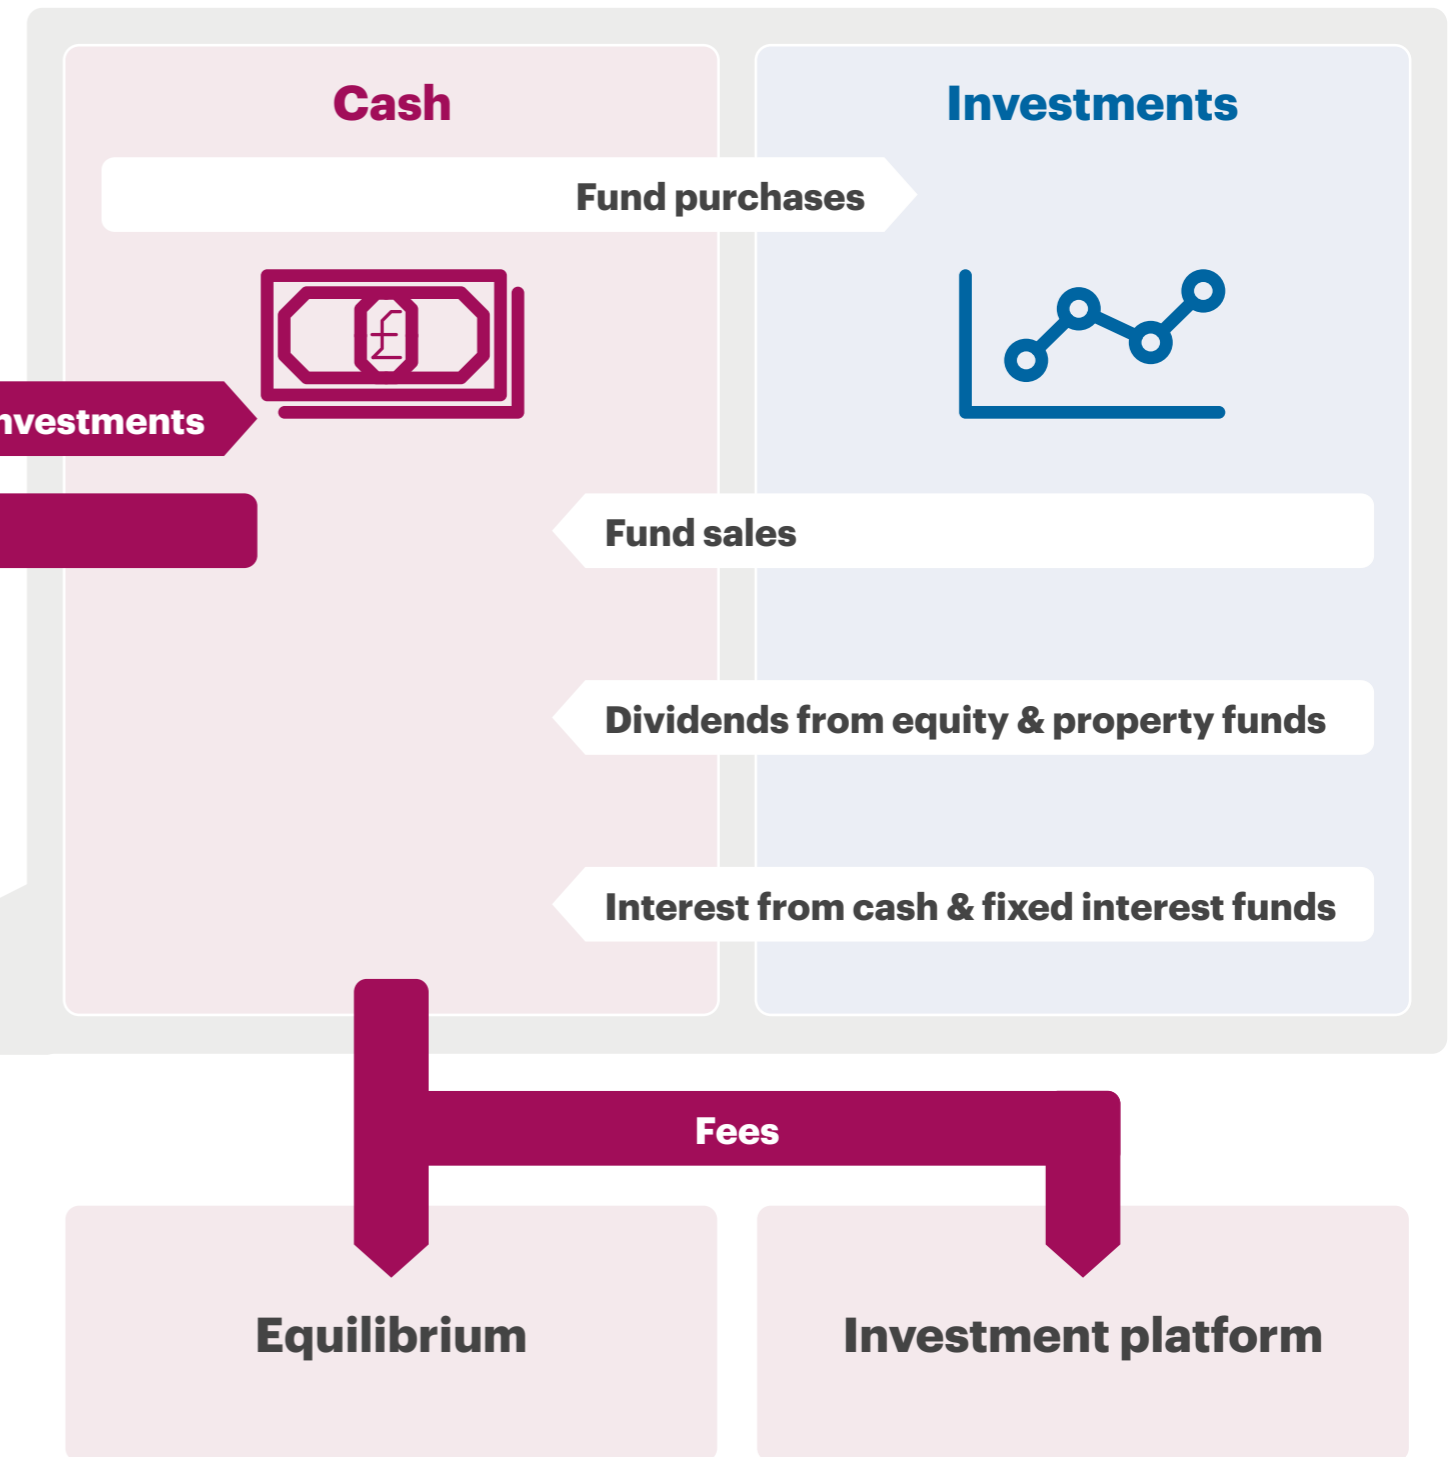 Cash
Investments
Fund purchases
£
nvestments
Fund sales
Dividends from equity & property funds
Interest from cash & fixed interest funds
Fees
Equilibrium
Investment platform